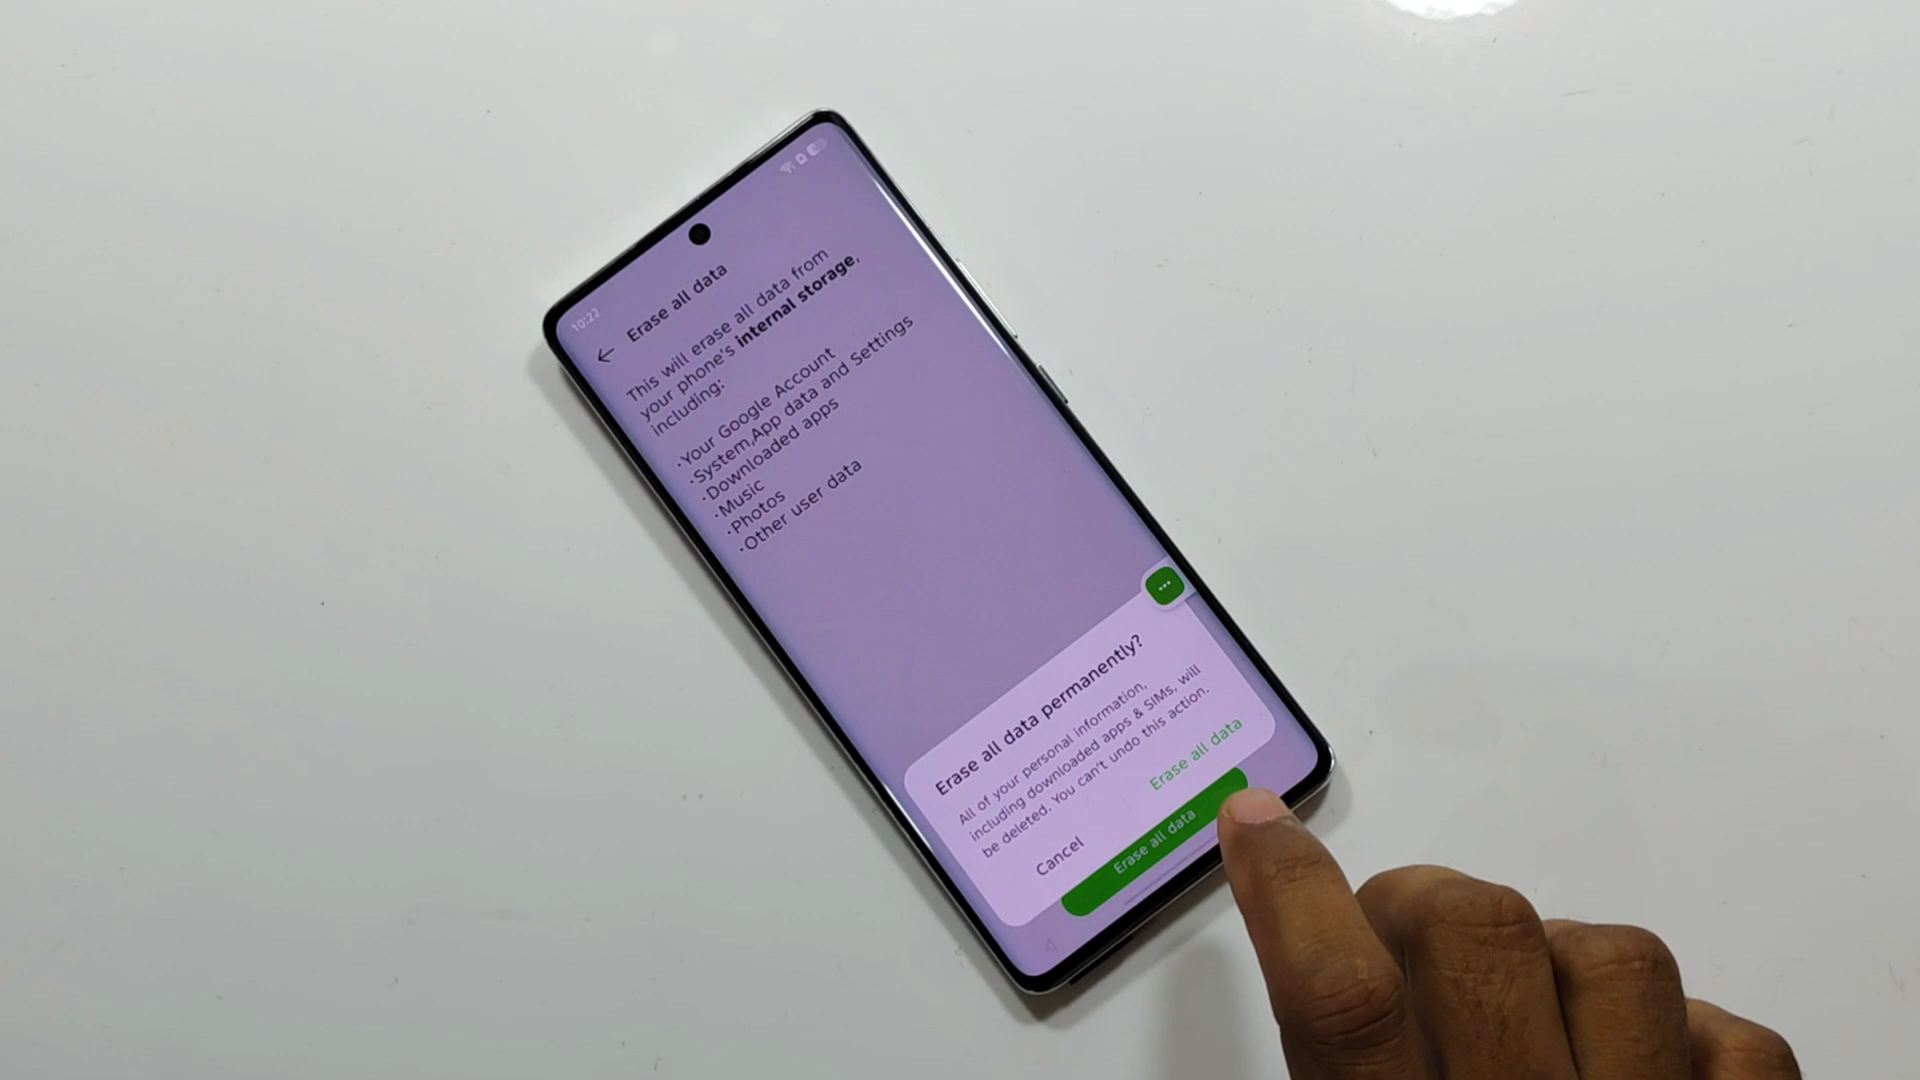 10:22
Erase all data
This will erase all data from
your phone's internal storage,
including:
·Your Google Account
·System,App data and Settings
·Downloaded apps
·Music
·Photos
·Other user data
Erase all data permanently?
All of your personal information,
including downloaded apps & SIMs, will
be deleted. You can't undo this action.
Cancel
Erase all data
Erase all data